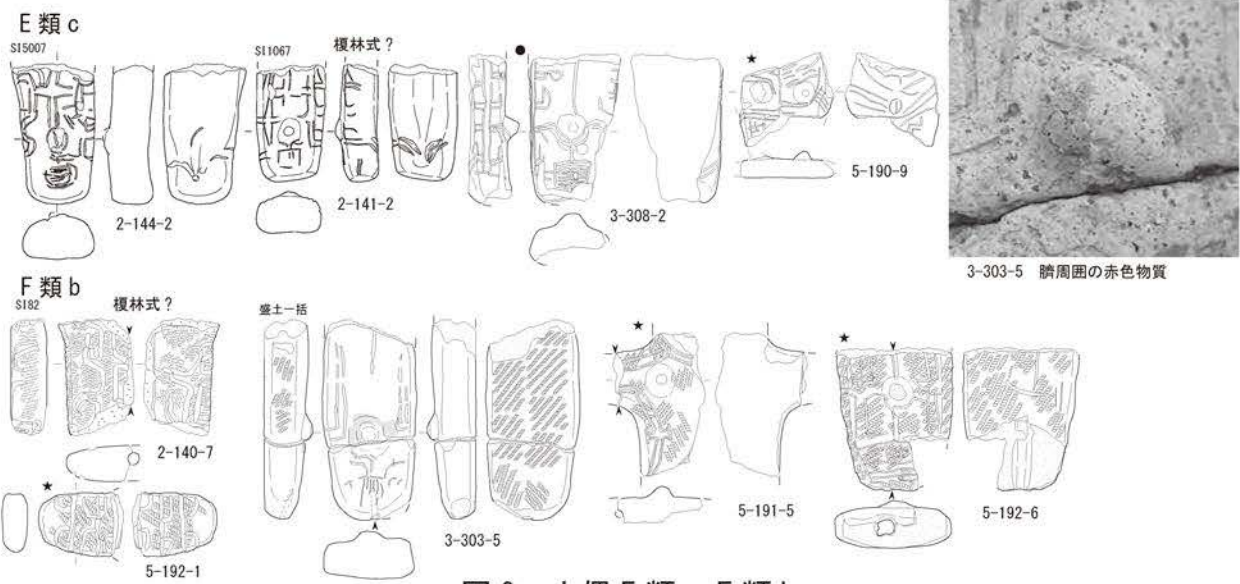 E類c
SI5007
2-144-2
SI1067
榎林式?
2-141-2
●
3-308-2
★
5-190-9
3-303-5 臍周囲の赤色物質
F類b
SI82
榎林式?
2-140-7
★
5-192-1
盛土一括
3-303-5
★
5-191-5
★
5-192-6